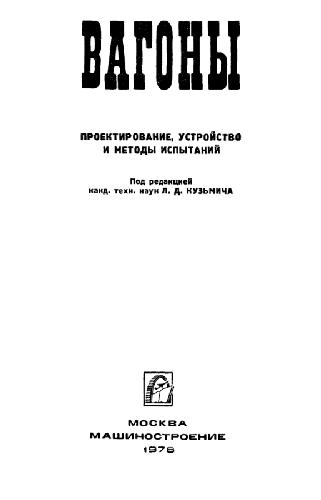 ВАГОНЫ
ПРОЕКТИРОВАНИЕ, УСТРОЙСТВО
И МЕТОДЫ ИСПЫТАНИЙ
Под редакцией
канд. техн. наук Л. Д. КУЗЬМИЧА
МОСКВА
МАШИНОСТРОЕНИЕ
1978